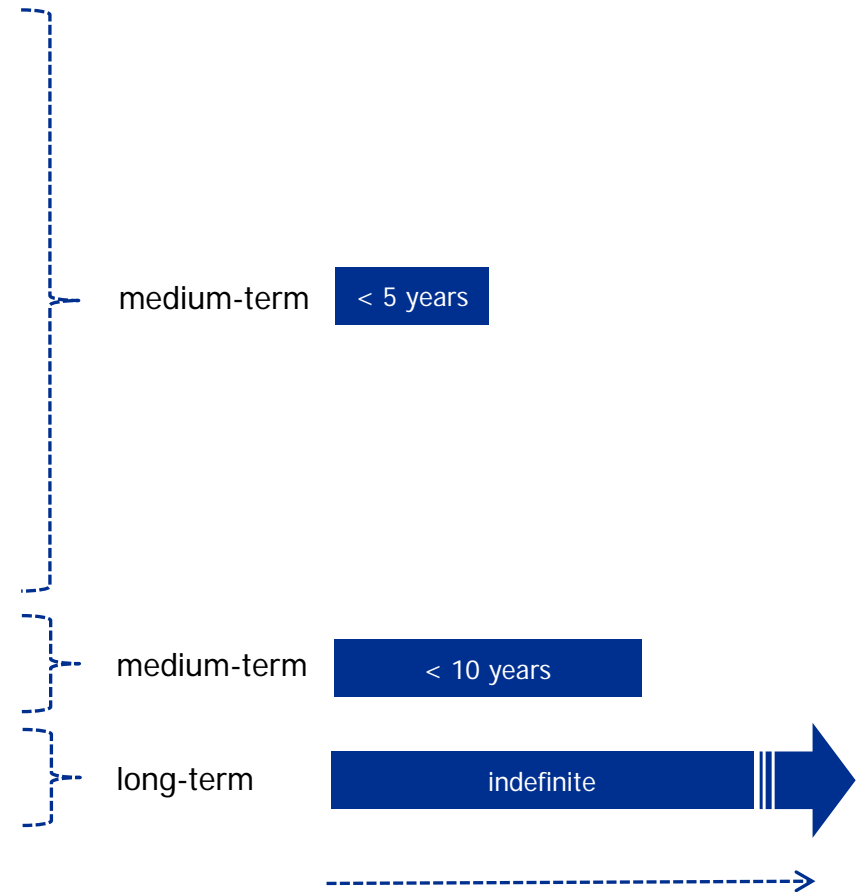 medium-term
< 5 years
medium-term
< 10 years
long-term
indefinite